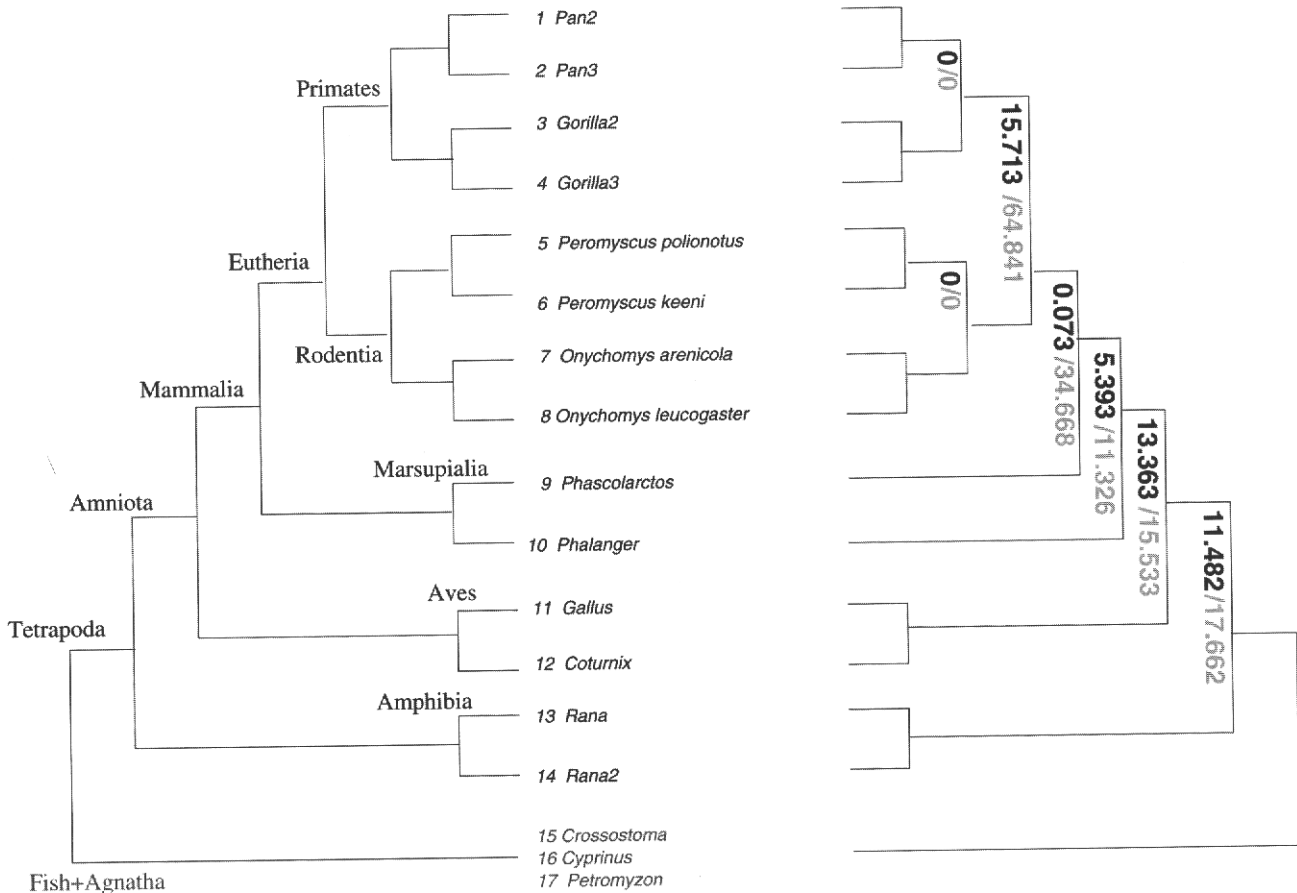 1 Pan2
0/0
2 Pan3
Primates
15.713 /64.841
3 Gorilla2
4 Gorilla3
5 Peromyscus polionotus
Eutheria
0/0
6 Peromyscus keeni
0.073 /34.668
Rodentia
7 Onychomys arenicola
5.393 /11.326
Mammalia
8 Onychomys leucogaster
13.363 /15.533
Marsupialia
9 Phascolarctos
Amniota
11.482/17.662
10 Phalanger
Aves
11 Gallus
Tetrapoda
12 Coturnix
Amphibia
13 Rana
14 Rana2
15 Crossostoma
16 Cyprinus
17 Petromyzon
Fish+Agnatha